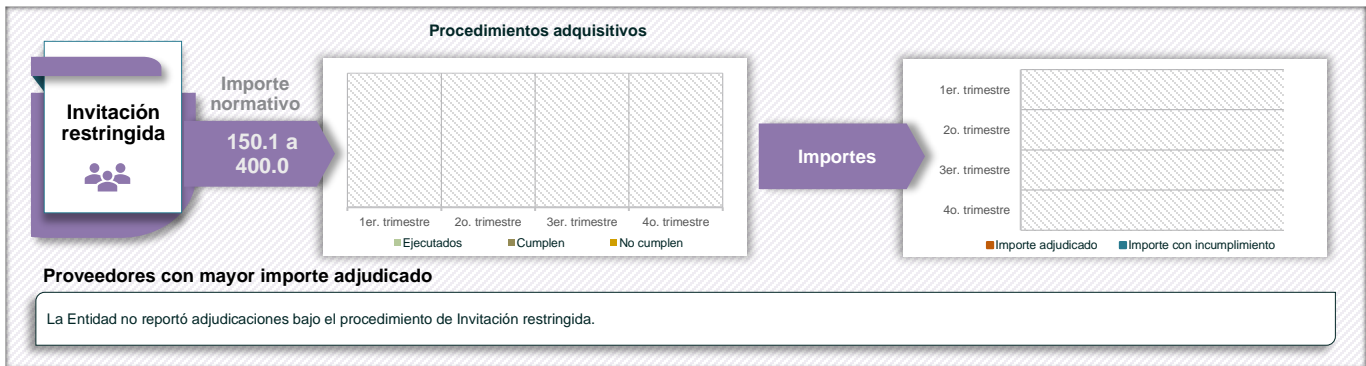 Procedimientos adquisitivos
Invitación
restringida
Importe
normativo
150.1 a
400.0
1er. trimestre 2o. trimestre 3er. trimestre 4o. trimestre
Ejecutados Cumplen No cumplen
Importes
1er. trimestre
2o. trimestre
3er. trimestre
4o. trimestre
Importe adjudicado Importe con incumplimiento
Proveedores con mayor importe adjudicado
La Entidad no reportó adjudicaciones bajo el procedimiento de Invitación restringida.